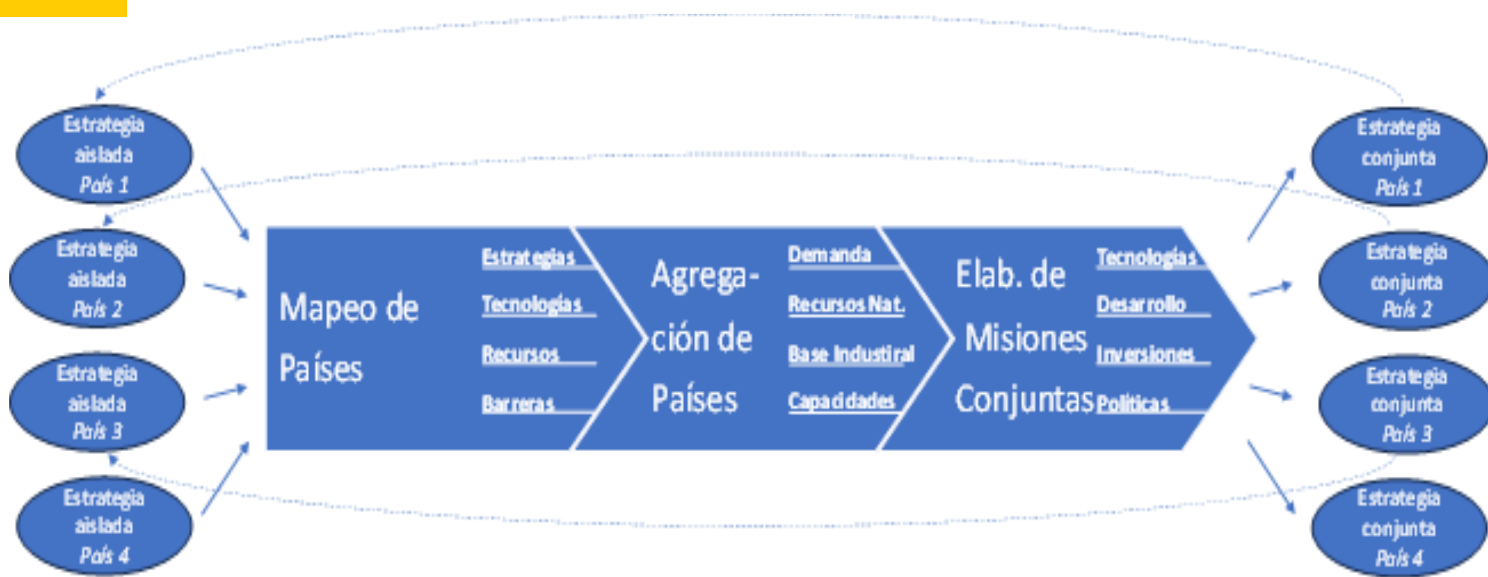 Estrategia
aislada
País 1
Estrategia
aislada
País 2
Estrategia
aislada
País 3
Estrategia
aislada
País 4
Mapeo de
Países
Estrategias
Tecnologías
Recursos
Barreras
Agrega-
ción de
Países
Demanda
Recursos Nat.
Base Industiral
Capacidades
Elab. de
Misiones
Conjuntas
Tecnologías
Desarrollo
Inversiones
Políticas
Estrategia
conjunta
País 1
Estrategia
conjunta
País 2
Estrategia
conjunta
País 3
Estrategia
conjunta
País 4